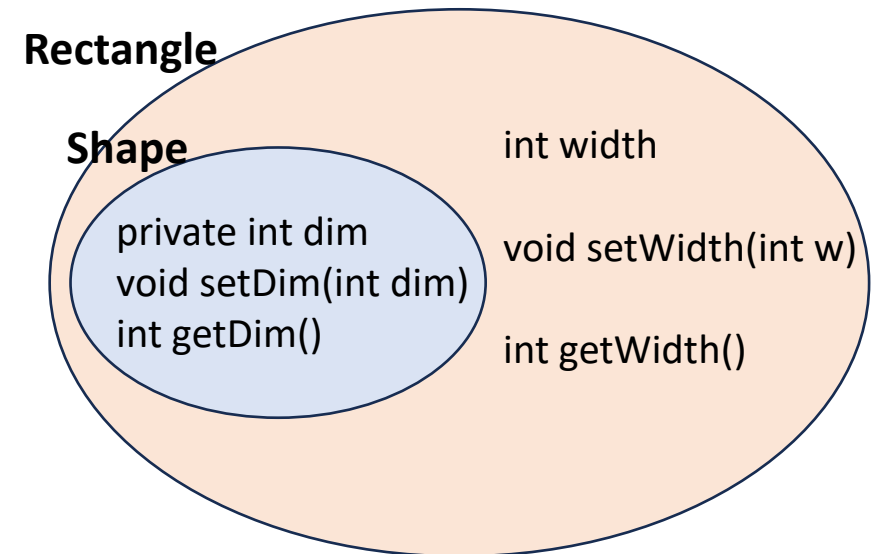 Rectangle
Shape
private int dim
void setDim(int dim)
int getDim()
int width
void setWidth(int w)
int getWidth()